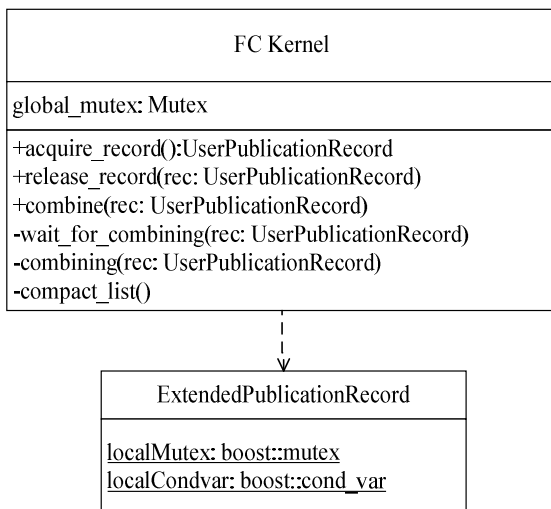 FC Kernel
global_mutex: Mutex
+acquire_record():UserPublicationRecord
+release_record(rec: UserPublicationRecord)
+combine(rec: UserPublicationRecord)
-wait_for_combining(rec: UserPublicationRecord)
-combining(rec: UserPublicationRecord)
-compact_list()
ExtendedPublicationRecord
localMutex: boost::mutex
localCondvar: boost::cond_var